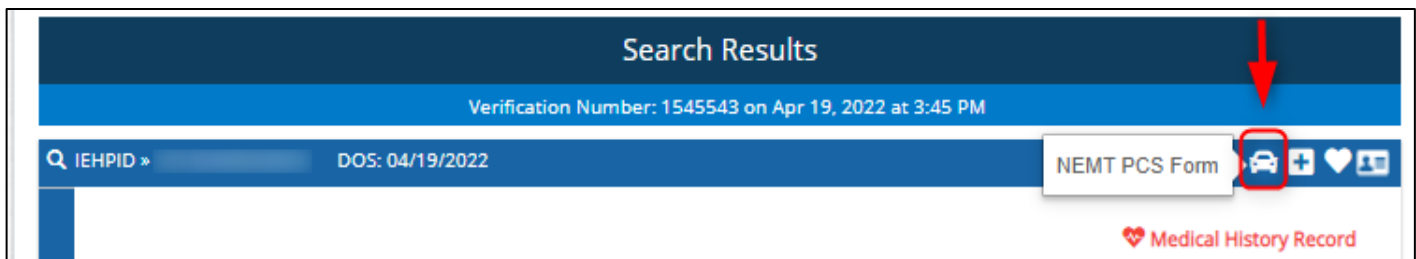 Search Results
Verification Number: 1545543 on Apr 19, 2022 at 3:45 PM
IEHPID » DOS: 04/19/2022 NEMT PCS Form
Medical History Record